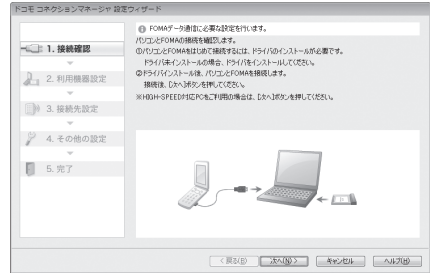 ドコモ コネクションマネージャ 設定ウィザード
1. 接続確認
2. 利用機器設定
3. 接続先設定
4. その他の設定
5. 完了
FOMAデータ通信に必要な設定を行います。
パソコンとFOMAの接続を確認します。
①パソコンとFOMAをはじめて接続するには、ドライバのインストールが必要です。
ドライバ未インストールの場合、ドライバをインストールしてください。
②ドライバインストール後、パソコンとFOMAを接続します。
接続後、[次へ]ボタンを押してください。
※HIGH-SPEED対応PCをご利用の場合は、[次へ]ボタンを押してください。
< 戻る(B)
次へ(N) >
キャンセル
ヘルプ(H)